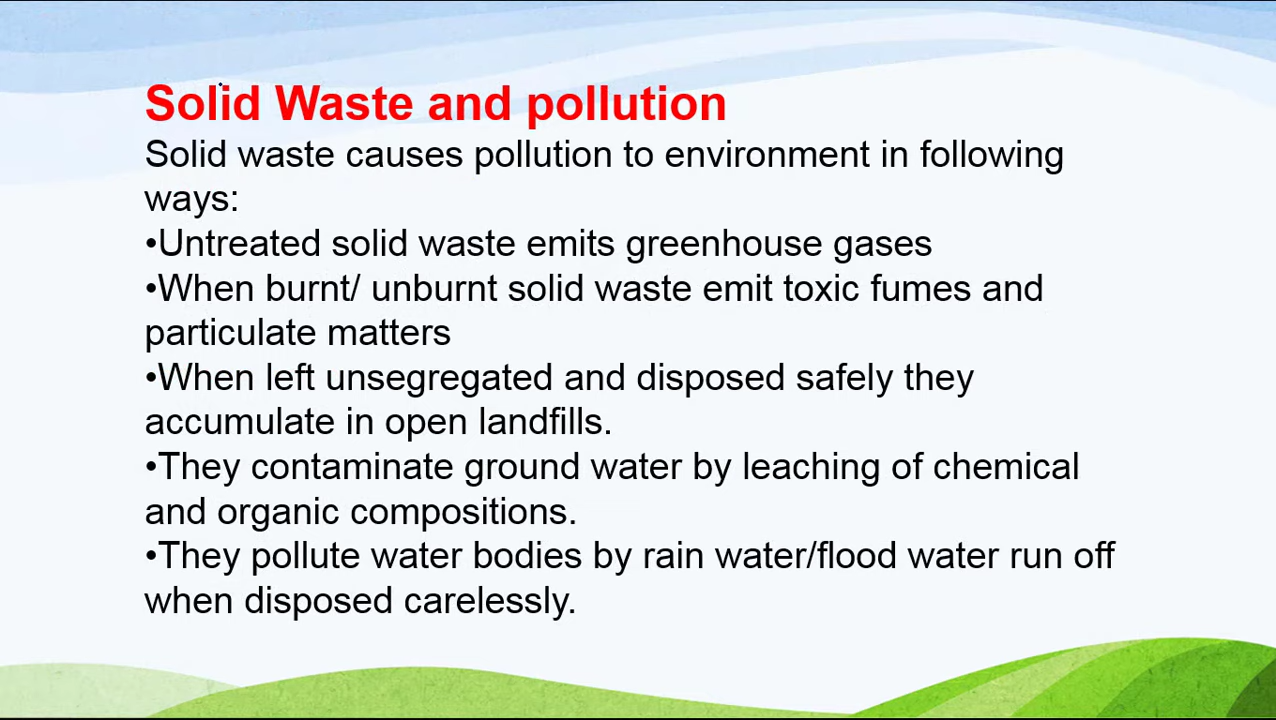 Solid Waste and pollution
Solid waste causes pollution to environment in following
ways:
•Untreated solid waste emits greenhouse gases
•When burnt/ unburnt solid waste emit toxic fumes and
particulate matters
•When left unsegregated and disposed safely they
accumulate in open landfills.
•They contaminate ground water by leaching of chemical
and organic compositions.
•They pollute water bodies by rain water/flood water run off
when disposed carelessly.